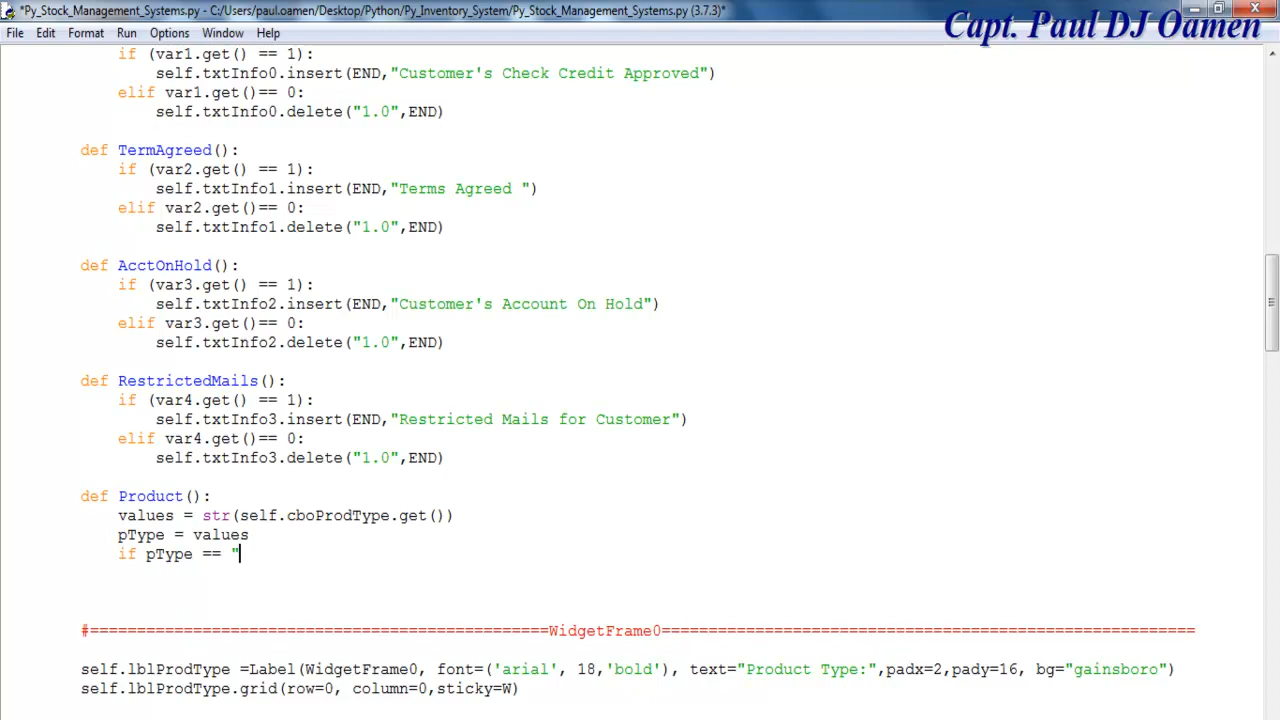 *Py_Stock_Management_Systems.py - C:/Users/paul.oamen/Desktop/Python/Py_Inventory_System/Py_Stock_Management_Systems.py (3.7.3)*
Capt. Paul DJ Oamen
File Edit Format Run Options Window Help
if (var1.get() == 1):
self.txtInfo0.insert(END,"Customer's Check Credit Approved")
elif var1.get()== 0:
self.txtInfo0.delete("1.0",END)
def TermAgreed():
if (var2.get() == 1):
self.txtInfo1.insert(END,"Terms Agreed ")
elif var2.get()== 0:
self.txtInfo1.delete("1.0",END)
def AcctOnHold():
if (var3.get() == 1):
self.txtInfo2.insert(END,"Customer's Account On Hold")
elif var3.get()== 0:
self.txtInfo2.delete("1.0",END)
def RestrictedMails():
if (var4.get() == 1):
self.txtInfo3.insert(END,"Restricted Mails for Customer")
elif var4.get()== 0:
self.txtInfo3.delete("1.0",END)
def Product():
values = str(self.cboProdType.get())
pType = values
if pType == "
#=================================================WidgetFrame0=========================================================
self.lblProdType =Label(WidgetFrame0, font=('arial', 18,'bold'), text="Product Type:",padx=2,pady=16, bg="gainsboro")
self.lblProdType.grid(row=0, column=0,sticky=W)